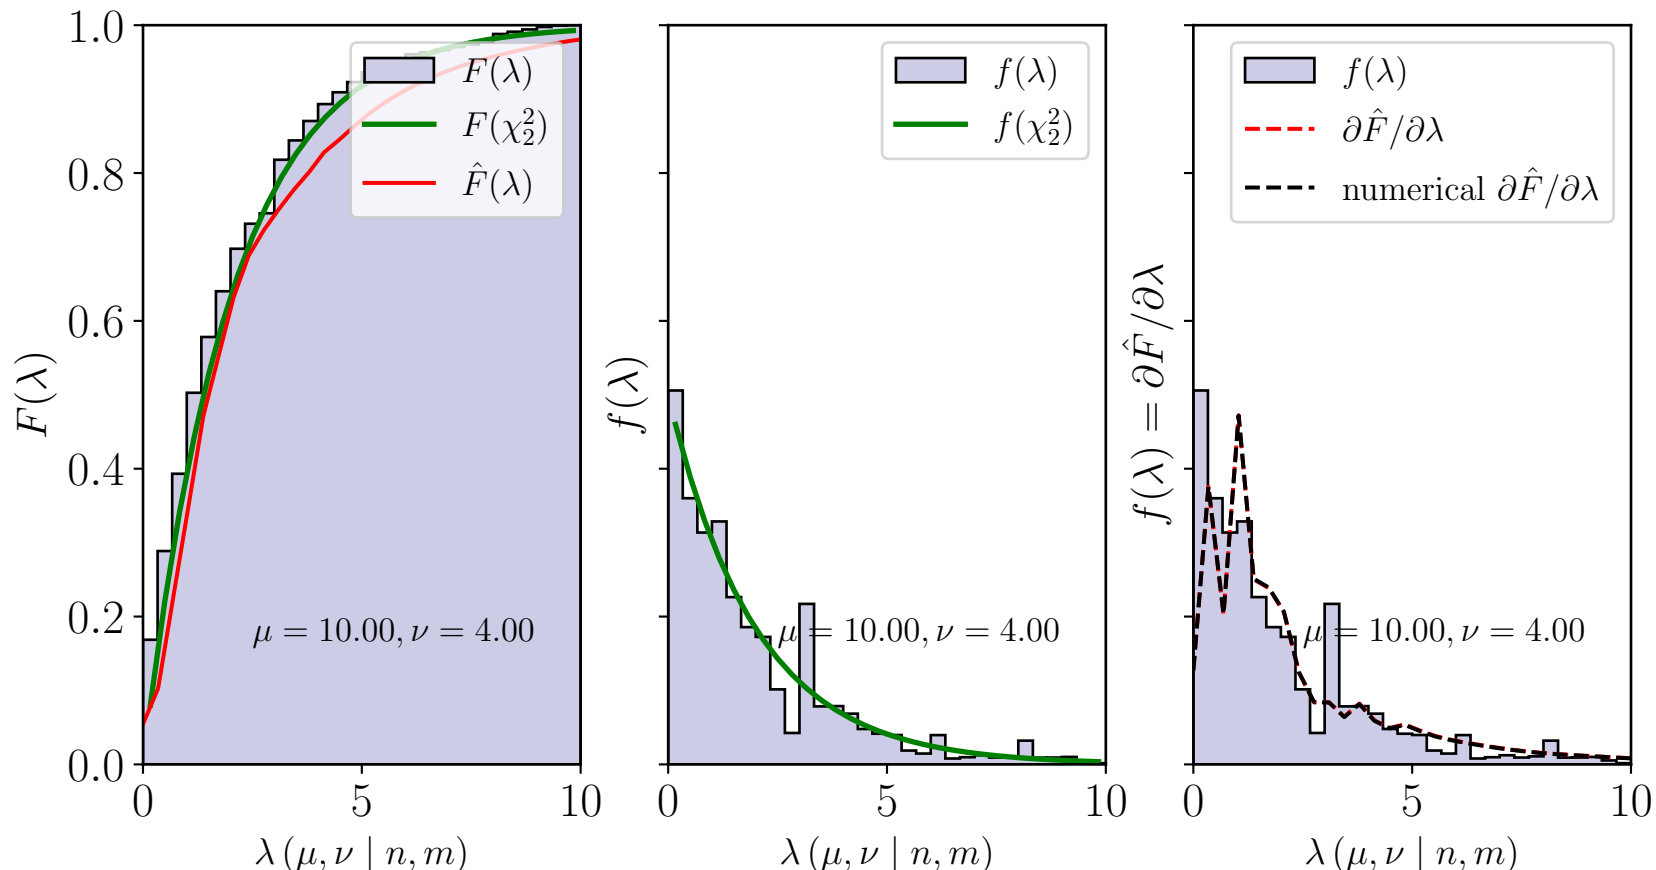 1.0
0.8
0.6
0.4
0.2
0.0
F(λ)
F(λ)
F(χ²₂)
F̂(λ)
μ = 10.00, ν = 4.00
0 5 10
λ (μ, ν | n, m)
f(λ)
f(λ)
f(χ²₂)
μ = 10.00, ν = 4.00
0 5 10
λ (μ, ν | n, m)
f(λ) = ∂F̂/∂λ
f(λ)
∂F̂/∂λ
numerical ∂F̂/∂λ
μ = 10.00, ν = 4.00
0 5 10
λ (μ, ν | n, m)